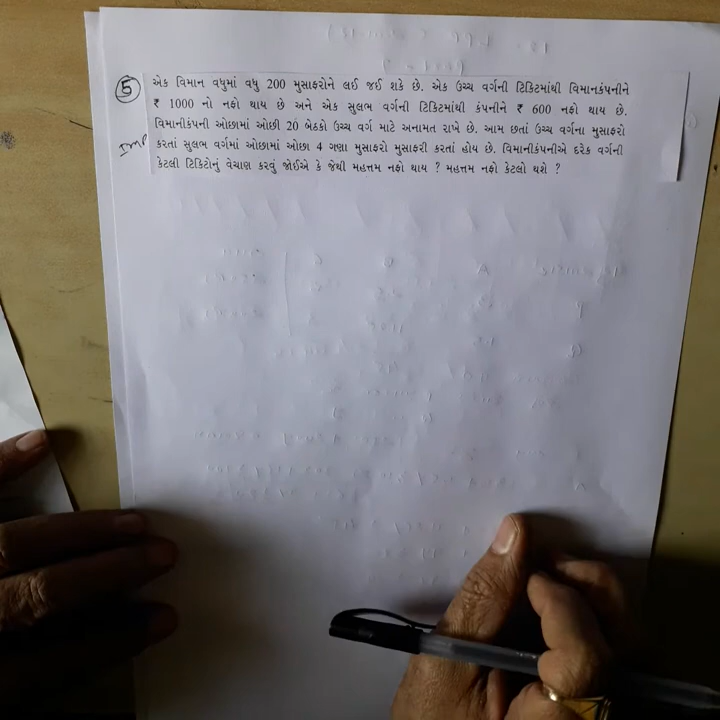 5 એક વિમાન વધુમાં વધુ 200 મુસાફરોને લઈ જઈ શકે છે. એક ઉચ્ચ વર્ગની ટિકિટમાંથી વિમાનકંપનીને
₹ 1000 નો નફો થાય છે અને એક સુલભ વર્ગની ટિકિટમાંથી કંપનીને ₹ 600 નફો થાય છે.
વિમાનીકંપની ઓછામાં ઓછી 20 બેઠકો ઉચ્ચ વર્ગ માટે અનામત રાખે છે. આમ છતાં ઉચ્ચ વર્ગના મુસાફરો
IMP કરતાં સુલભ વર્ગમાં ઓછામાં ઓછા 4 ગણા મુસાફરો મુસાફરી કરતાં હોય છે. વિમાનીકંપનીએ દરેક વર્ગની
કેટલી ટિકિટોનું વેચાણ કરવું જોઈએ કે જેથી મહત્તમ નફો થાય ? મહત્તમ નફો કેટલો થશે ?